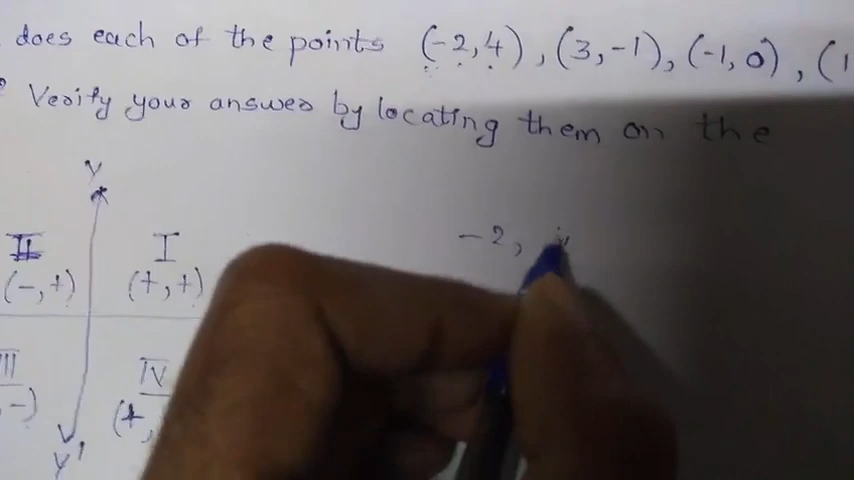 does each of the points (-2,4), (3,-1), (-1,0), (1
? Verify your answer by locating them on the
Y
II I
-2,
(-,+) (+,+)
III IV
,-) (+,
Y'